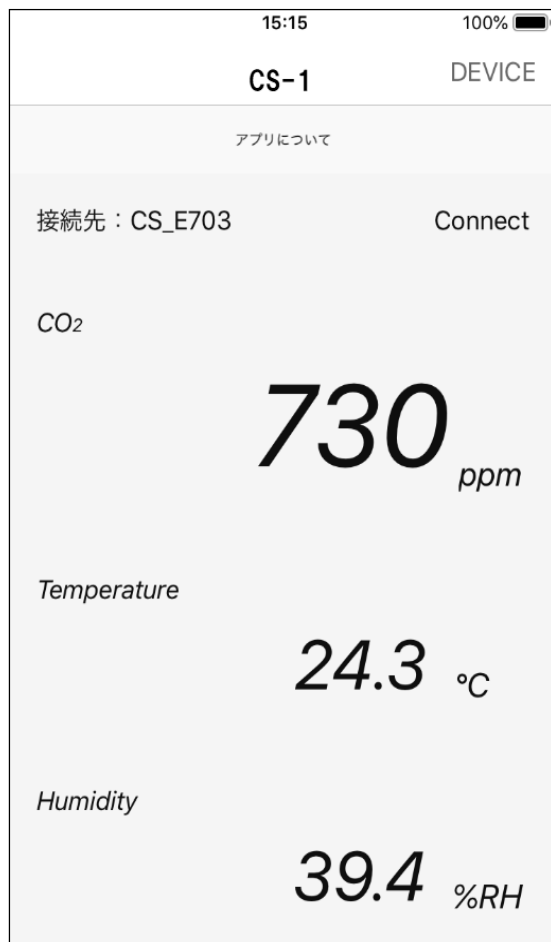 15:15 100%
CS-1 DEVICE
アプリについて
接続先：CS_E703 Connect
CO2
730 ppm
Temperature
24.3 °C
Humidity
39.4 %RH